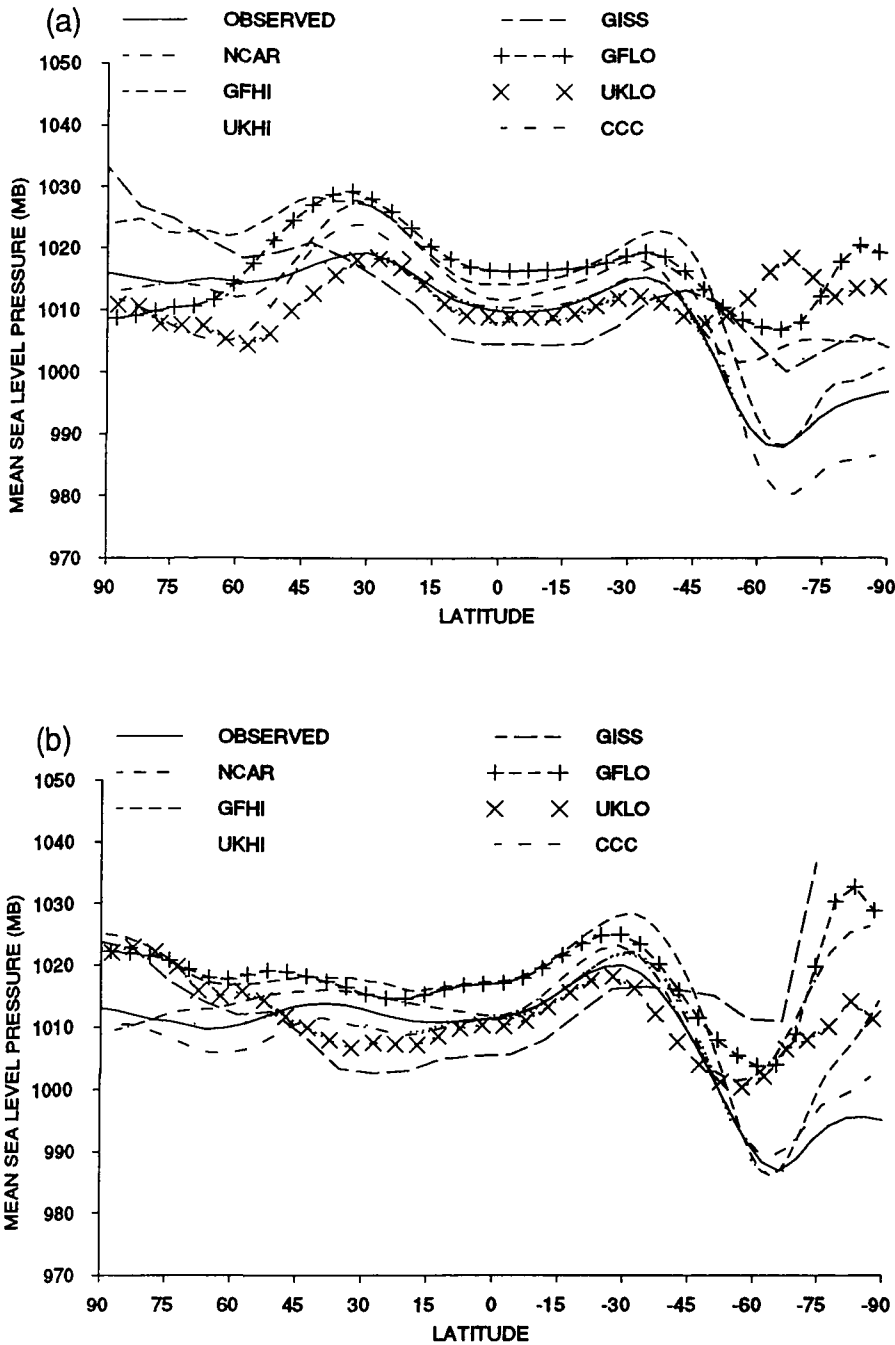 (a)
OBSERVED
NCAR
GFHI
UKHI
GISS
GFLO
UKLO
CCC
1050
1040
1030
1020
1010
1000
990
980
970
MEAN SEA LEVEL PRESSURE (MB)
90 75 60 45 30 15 0 -15 -30 -45 -60 -75 -90
LATITUDE
(b)
OBSERVED
NCAR
GFHI
UKHI
GISS
GFLO
UKLO
CCC
1050
1040
1030
1020
1010
1000
990
980
970
MEAN SEA LEVEL PRESSURE (MB)
90 75 60 45 30 15 0 -15 -30 -45 -60 -75 -90
LATITUDE